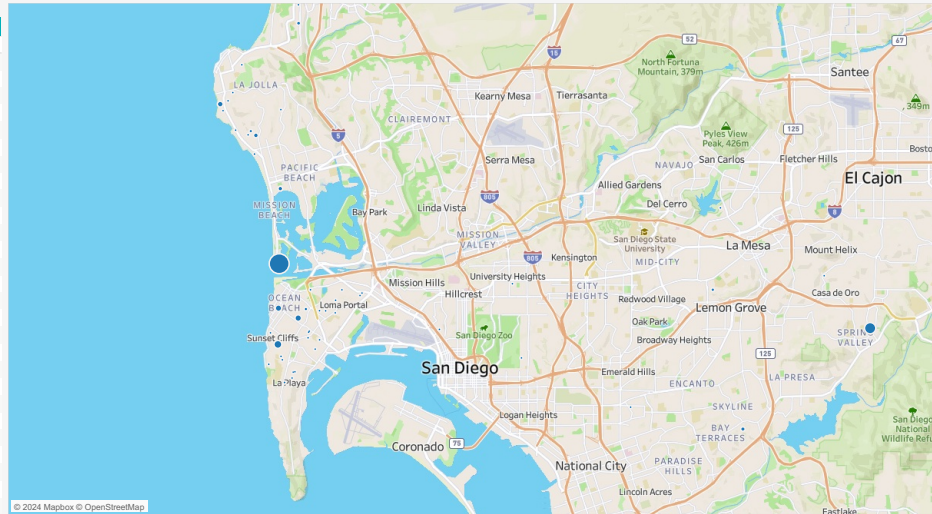 52
67
15
North Fortuna
Mountain, 379m
Santee
LA JOLLA
Kearny Mesa
Tierrasanta
, 349m
CLAIREMONT
5
125
Pyles View
Peak, 426m
Bosto
Serra Mesa
NAVAJO
San Carlos
Fletcher Hills
PACIFIC
BEACH
El Cajon
Allied Gardens
805
MISSION
BEACH
Bay Park
Linda Vista
Del Cerro
8
MISSION
VALLEY
San Diego State
University
La Mesa
Mount Helix
805
Kensington
MID-CITY
Mission Hills
University Heights
CITY
HEIGHTS
Hillcrest
Redwood Village
Casa de Oro
OCEAN
BEACH
Loma Portal
Lemon Grove
Oak Park
Sunset Cliffs
San Diego Zoo
Broadway Heights
SPRING
VALLEY
125
San Diego
Emerald Hills
La Playa
ENCANTO
LA PRESA
SKYLINE
Logan Heights
San Diego
National
Wildlife Refu
BAY
TERRACES
Coronado
75
National City
PARADISE
HILLS
Lincoln Acres
© 2024 Mapbox © OpenStreetMap
Eastlake